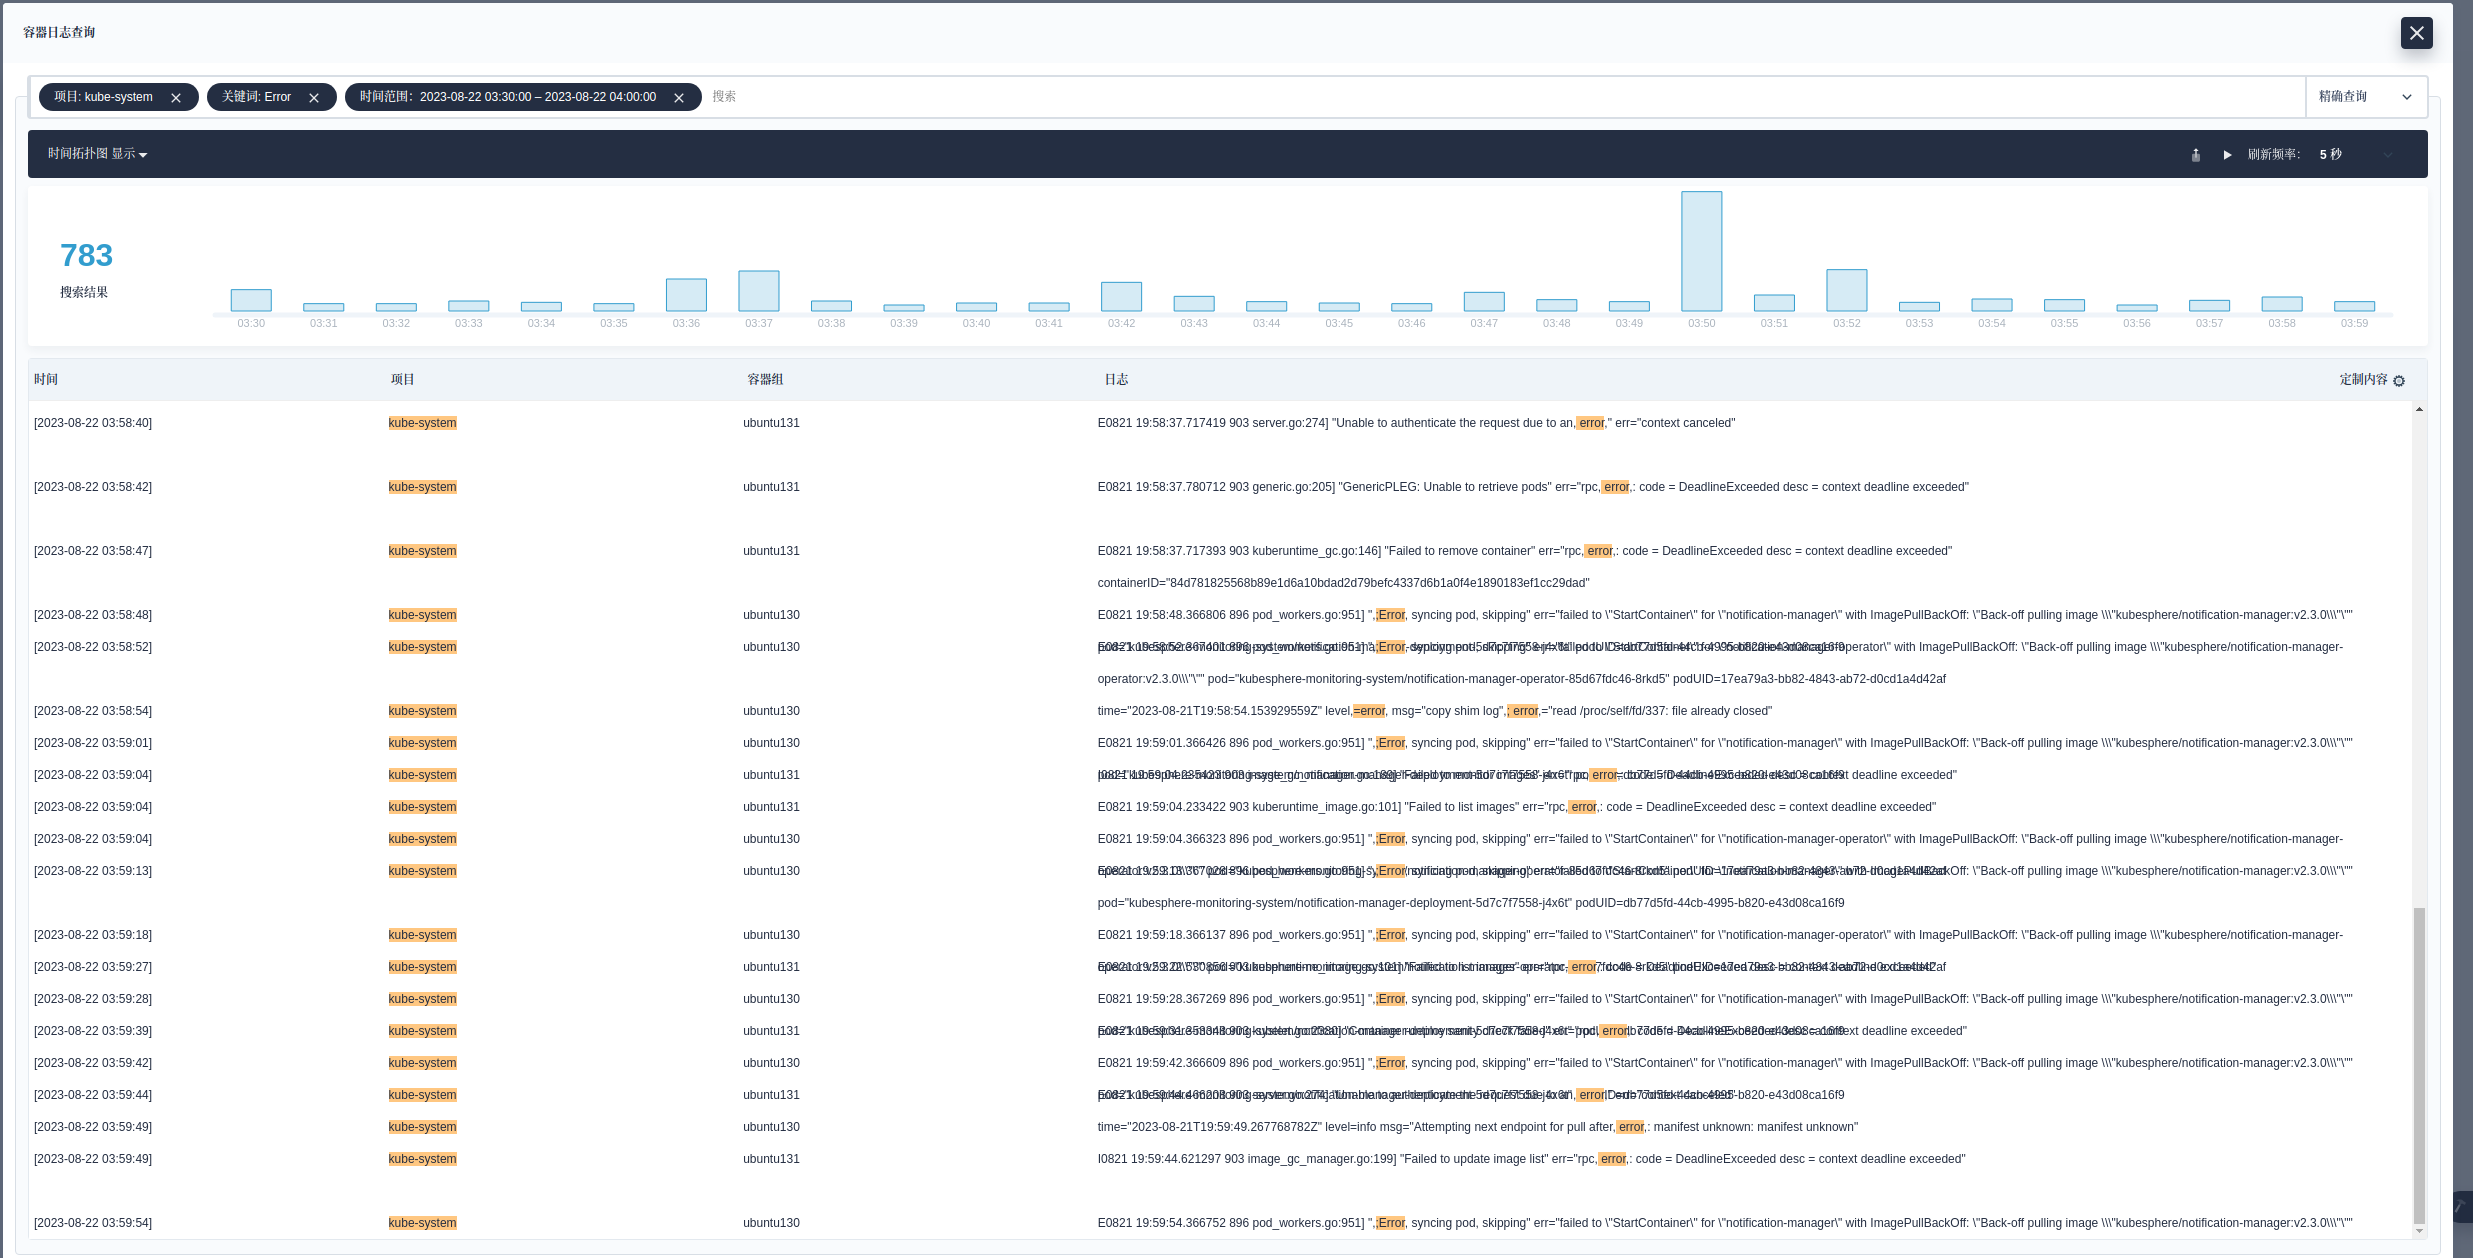 容器日志查询
项目: kube-system 关键词: Error 时间范围：2023-08-22 03:30:00 – 2023-08-22 04:00:00 搜索 精确查询
时间拓扑图 显示 刷新频率： 5 秒
783
搜索结果
03:30 03:31 03:32 03:33 03:34 03:35 03:36 03:37 03:38 03:39 03:40 03:41 03:42 03:43 03:44 03:45 03:46 03:47 03:48 03:49 03:50 03:51 03:52 03:53 03:54 03:55 03:56 03:57 03:58 03:59
时间 项目 容器组 日志 定制内容
[2023-08-22 03:58:40] kube-system ubuntu131 E0821 19:58:37.717419 903 server.go:274] "Unable to authenticate the request due to an, error," err="context canceled"
[2023-08-22 03:58:42] kube-system ubuntu131 E0821 19:58:37.780712 903 generic.go:205] "GenericPLEG: Unable to retrieve pods" err="rpc, error,: code = DeadlineExceeded desc = context deadline exceeded"
[2023-08-22 03:58:47] kube-system ubuntu131 E0821 19:58:37.717393 903 kuberuntime_gc.go:146] "Failed to remove container" err="rpc, error,: code = DeadlineExceeded desc = context deadline exceeded"
containerID="84d781825568b89e1d6a10bdad2d79befc4337d6b1a0f4e1890183ef1cc29dad"
[2023-08-22 03:58:48] kube-system ubuntu130 E0821 19:58:48.366806 896 pod_workers.go:951] ",;Error, syncing pod, skipping" err="failed to \"StartContainer\" for \"notification-manager\" with ImagePullBackOff: \"Back-off pulling image \\\"kubesphere/notification-manager:v2.3.0\\\"\""
[2023-08-22 03:58:52] kube-system ubuntu130 with ImagePullBackOff: \"Back-off pulling image \\\"kubesphere/notification-manager-
operator:v2.3.0\\\"\"" pod="kubesphere-monitoring-system/notification-manager-operator-85d67fdc46-8rkd5" podUID=17ea79a3-bb82-4843-ab72-d0cd1a4d42af
[2023-08-22 03:58:54] kube-system ubuntu130 time="2023-08-21T19:58:54.153929559Z" level,=error, msg="copy shim log",; error,="read /proc/self/fd/337: file already closed"
[2023-08-22 03:59:01] kube-system ubuntu130 E0821 19:59:01.366426 896 pod_workers.go:951] ",;Error, syncing pod, skipping" err="failed to \"StartContainer\" for \"notification-manager\" with ImagePullBackOff: \"Back-off pulling image \\\"kubesphere/notification-manager:v2.3.0\\\"\""
[2023-08-22 03:59:04] kube-system ubuntu131 error deadline exceeded"
[2023-08-22 03:59:04] kube-system ubuntu131 E0821 19:59:04.233422 903 kuberuntime_image.go:101] "Failed to list images" err="rpc, error,: code = DeadlineExceeded desc = context deadline exceeded"
[2023-08-22 03:59:04] kube-system ubuntu130 E0821 19:59:04.366323 896 pod_workers.go:951] ",;Error, syncing pod, skipping" err="failed to \"StartContainer\" for \"notification-manager-operator\" with ImagePullBackOff: \"Back-off pulling image \\\"kubesphere/notification-manager-
[2023-08-22 03:59:13] kube-system ubuntu130 Error \"Back-off pulling image \\\"kubesphere/notification-manager:v2.3.0\\\"\""
pod="kubesphere-monitoring-system/notification-manager-deployment-5d7c7f7558-j4x6t" podUID=db77d5fd-44cb-4995-b820-e43d08ca16f9
[2023-08-22 03:59:18] kube-system ubuntu130 E0821 19:59:18.366137 896 pod_workers.go:951] ",;Error, syncing pod, skipping" err="failed to \"StartContainer\" for \"notification-manager-operator\" with ImagePullBackOff: \"Back-off pulling image \\\"kubesphere/notification-manager-
[2023-08-22 03:59:27] kube-system ubuntu131 error
[2023-08-22 03:59:28] kube-system ubuntu130 E0821 19:59:28.367269 896 pod_workers.go:951] ",;Error, syncing pod, skipping" err="failed to \"StartContainer\" for \"notification-manager\" with ImagePullBackOff: \"Back-off pulling image \\\"kubesphere/notification-manager:v2.3.0\\\"\""
[2023-08-22 03:59:39] kube-system ubuntu131 error deadline exceeded"
[2023-08-22 03:59:42] kube-system ubuntu130 E0821 19:59:42.366609 896 pod_workers.go:951] ",;Error, syncing pod, skipping" err="failed to \"StartContainer\" for \"notification-manager\" with ImagePullBackOff: \"Back-off pulling image \\\"kubesphere/notification-manager:v2.3.0\\\"\""
[2023-08-22 03:59:44] kube-system ubuntu131 error
[2023-08-22 03:59:49] kube-system ubuntu130 time="2023-08-21T19:59:49.267768782Z" level=info msg="Attempting next endpoint for pull after, error,: manifest unknown: manifest unknown"
[2023-08-22 03:59:49] kube-system ubuntu131 I0821 19:59:44.621297 903 image_gc_manager.go:199] "Failed to update image list" err="rpc, error,: code = DeadlineExceeded desc = context deadline exceeded"
[2023-08-22 03:59:54] kube-system ubuntu130 E0821 19:59:54.366752 896 pod_workers.go:951] ",;Error, syncing pod, skipping" err="failed to \"StartContainer\" for \"notification-manager\" with ImagePullBackOff: \"Back-off pulling image \\\"kubesphere/notification-manager:v2.3.0\\\"\""